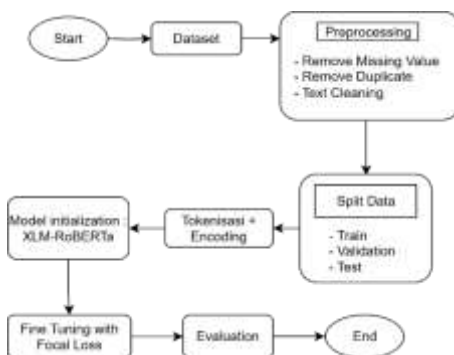 Start
Dataset
Preprocessing
- Remove Missing Value
- Remove Duplicate
- Text Cleaning
Split Data
- Train
- Validation
- Test
Tokenisasi +
Encoding
Model initialization :
XLM-RoBERTa
Fine Tuning with
Focal Loss
Evaluation
End